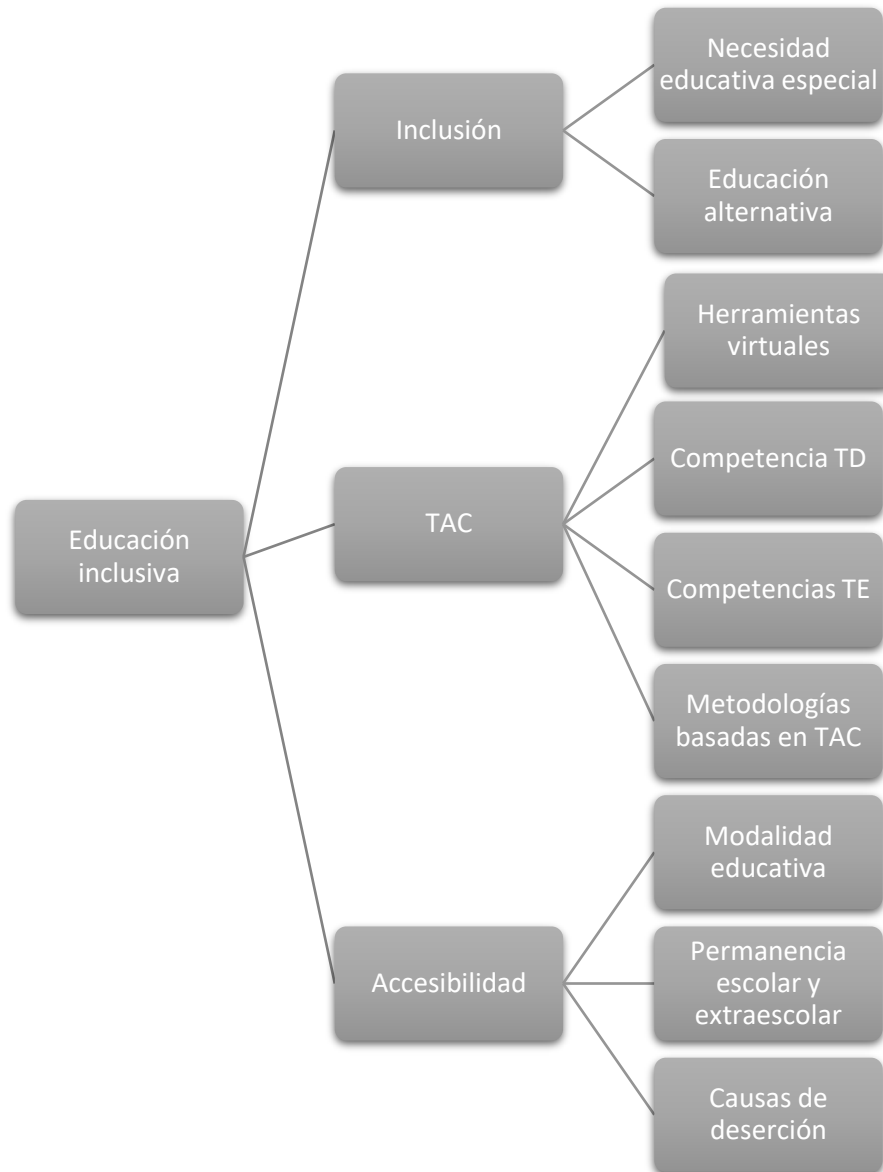 Educación
inclusiva
Inclusión
Necesidad
educativa especial
Educación
alternativa
TAC
Herramientas
virtuales
Competencia TD
Competencias TE
Metodologías
basadas en TAC
Accesibilidad
Modalidad
educativa
Permanencia
escolar y
extraescolar
Causas de
deserción